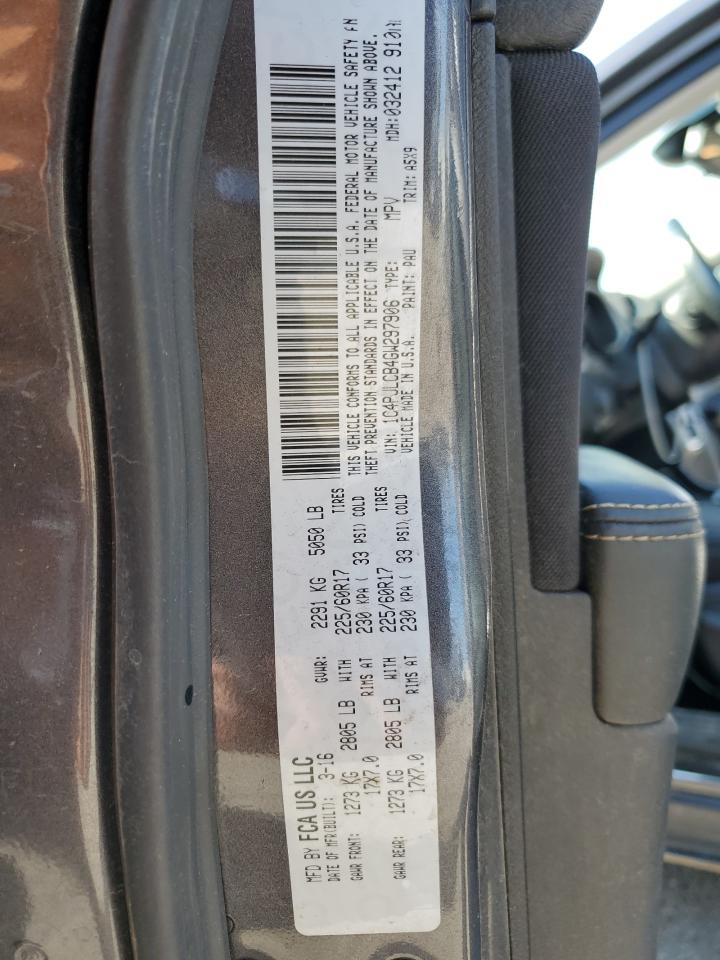 MFD BY FCA US LLC
DATE OF MFR(BUILT): 3-16 GVWR: 2291 KG 5050 LB
GAWR FRONT: 1273 KG 2805 LB WITH 225/60R17 TIRES
17X7.0 RIMS AT 230 KPA ( 33 PSI) COLD
GAWR REAR: 1273 KG 2805 LB WITH 225/60R17 TIRES
17X7.0 RIMS AT 230 KPA ( 33 PSI) COLD
THIS VEHICLE CONFORMS TO ALL APPLICABLE U.S.A. FEDERAL MOTOR VEHICLE SAFETY
THEFT PREVENTION STANDARDS IN EFFECT ON THE DATE OF MANUFACTURE SHOWN ABOVE.
VIN: 1C4PJLCB4GW297906 TYPE: MPV MDH:032412 910
VEHICLE MADE IN U.S.A. PAINT: PAU TRIM: A5X9